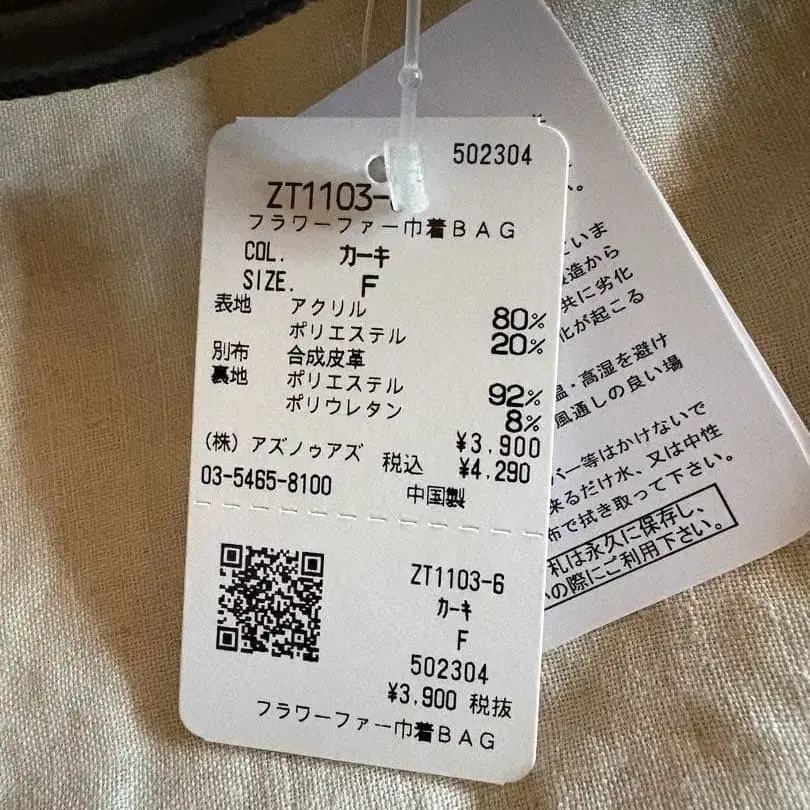 502304
ZT1103-
フラワーファー巾着BAG
COL. カーキ
SIZE. F
表地 アクリル 80%
ポリエステル 20%
別布 合成皮革
裏地 ポリエステル 92%
ポリウレタン 8%
¥3,900
(株) アズノゥアズ 税込 ¥4,290
03-5465-8100 中国製
ZT1103-6
カーキ
F
502304
¥3,900 税抜
フラワーファー巾着BAG
。
いま
造から
共に劣化
化が起こる
温・高湿を避け
風通しの良い場
バー等はかけないで
来るだけ水、又は中性
布で拭き取って下さい。
札は永久に保存し、
の際にご利用下さい。